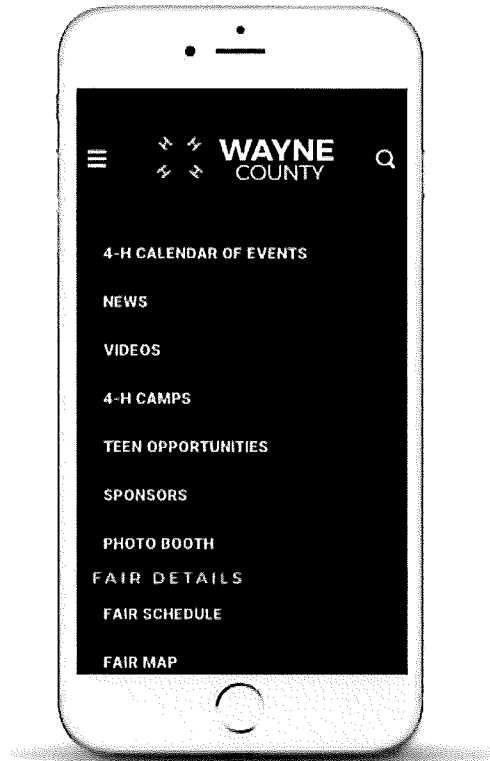 H H WAYNE
H H COUNTY
4-H CALENDAR OF EVENTS
NEWS
VIDEOS
4-H CAMPS
TEEN OPPORTUNITIES
SPONSORS
PHOTO BOOTH
FAIR DETAILS
FAIR SCHEDULE
FAIR MAP